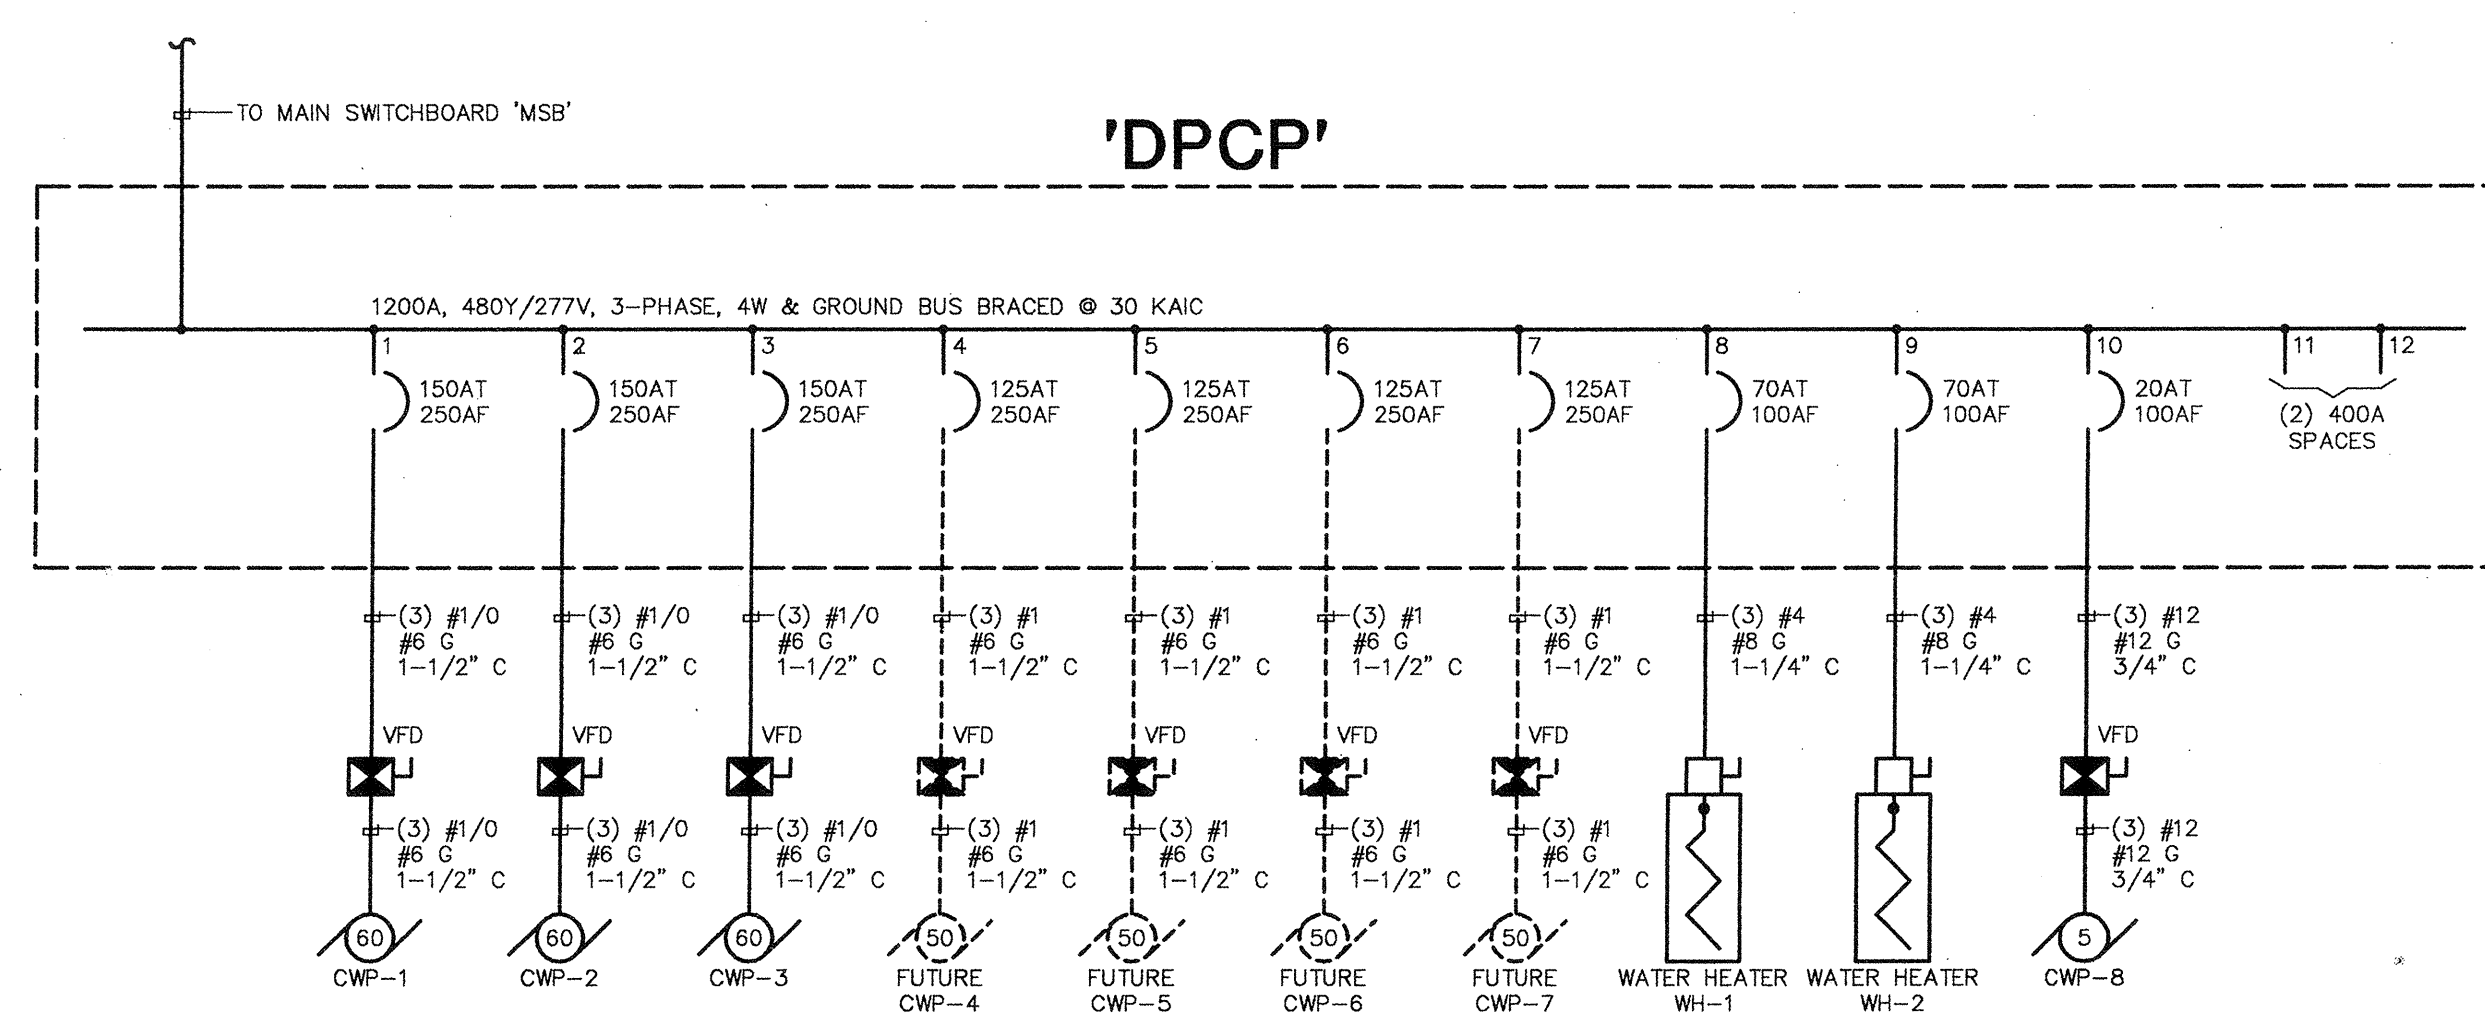 TO MAIN SWITCHBOARD 'MSB'
'DPCP'
1200A, 480Y/277V, 3-PHASE, 4W & GROUND BUS BRACED @ 30 KAIC
1 2 3 4 5 6 7 8 9 10 11 12
150AT 150AT 150AT 125AT 125AT 125AT 125AT 70AT 70AT 20AT
250AF 250AF 250AF 250AF 250AF 250AF 250AF 100AF 100AF 100AF (2) 400A
SPACES
(3) #1/0 (3) #1/0 (3) #1/0 (3) #1 (3) #1 (3) #1 (3) #1 (3) #4 (3) #4 (3) #12
#6 G #6 G #6 G #6 G #6 G #6 G #6 G #8 G #8 G #12 G
1-1/2" C 1-1/2" C 1-1/2" C 1-1/2" C 1-1/2" C 1-1/2" C 1-1/2" C 1-1/4" C 1-1/4" C 3/4" C
VFD VFD VFD VFD VFD VFD VFD VFD
(3) #1/0 (3) #1/0 (3) #1/0 (3) #1 (3) #1 (3) #1 (3) #1 (3) #12
#6 G #6 G #6 G #6 G #6 G #6 G #6 G #12 G
1-1/2" C 1-1/2" C 1-1/2" C 1-1/2" C 1-1/2" C 1-1/2" C 1-1/2" C 3/4" C
60 60 60 50 50 50 50 5
CWP-1 CWP-2 CWP-3 FUTURE FUTURE FUTURE FUTURE WATER HEATER WATER HEATER CWP-8
CWP-4 CWP-5 CWP-6 CWP-7 WH-1 WH-2